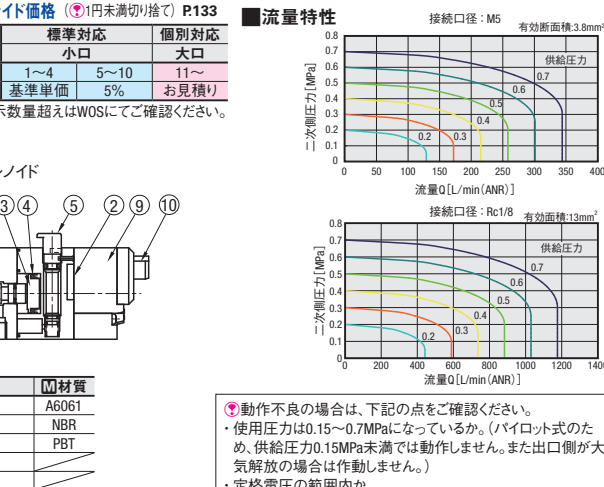 イド価格 (1円未満切り捨て) P.133
標準対応 個別対応
小口 大口
1~4 5~10 11~
基準単価 5% お見積り
示数量超えはWOSにてご確認ください。
ノイド
3 4 5 2 9 10
M材質
A6061
NBR
PBT
■流量特性
接続口径:M5
有効断面積:3.8mm²
供給圧力
二次側圧力[MPa]
0.8
0.7
0.6
0.5
0.4
0.3
0.2
0.1
0
0.7
0.6
0.5
0.4
0.3
0.2
0 50 100 150 200 250 300 350 400
流量Q[L/min(ANR)]
接続口径:Rc1/8
有効断面積:13mm²
供給圧力
二次側圧力[MPa]
0.8
0.7
0.6
0.5
0.4
0.3
0.2
0.1
0
0.7
0.6
0.5
0.4
0.3
0.2
0 200 400 600 800 1000 1200 1400
流量Q[L/min(ANR)]
動作不良の場合は、下記の点をご確認ください。
・使用圧力は0.15~0.7MPaになっているか。(パイロット式のた
め、供給圧力0.15MPa未満では動作しません。また出口側が大
気解放の場合は作動しません。)
・定格電圧の範囲内か